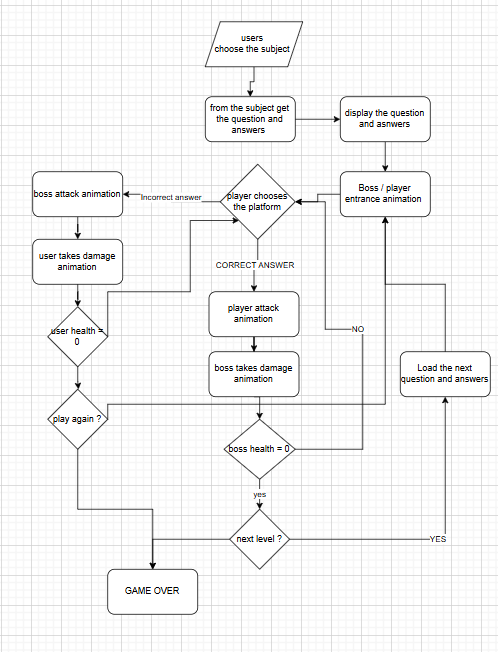 users
choose the subject
from the subject get
the question and
answers
display the question
and asnwers
boss attack animation
Incorrect answer
player chooses
the platform
Boss / player
entrance animation
user takes damage
animation
CORRECT ANSWER
player attack
animation
user health =
0
NO
boss takes damage
animation
Load the next
question and answers
play again ?
boss health = 0
yes
next level ?
YES
GAME OVER